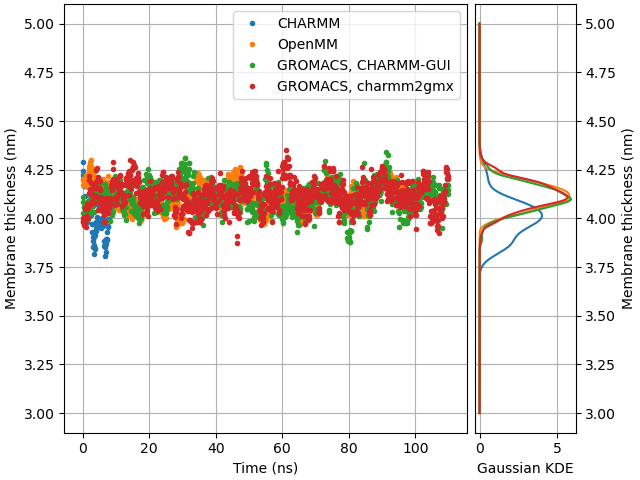 CHARMM
OpenMM
GROMACS, CHARMM-GUI
GROMACS, charmm2gmx
Membrane thickness (nm)
5.00
4.75
4.50
4.25
4.00
3.75
3.50
3.25
3.00
0 20 40 60 80 100
Time (ns)
0 5
Gaussian KDE
5.00
4.75
4.50
4.25
4.00
3.75
3.50
3.25
3.00
Membrane thickness (nm)